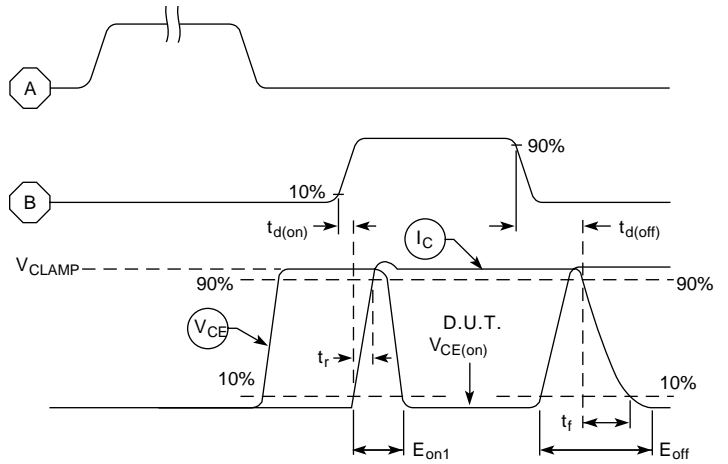 A
90%
10%
B
t_d(on)
t_d(off)
I_C
V_CLAMP
90%
90%
V_CE
D.U.T.
V_CE(on)
t_r
10%
10%
t_f
E_on1
E_off